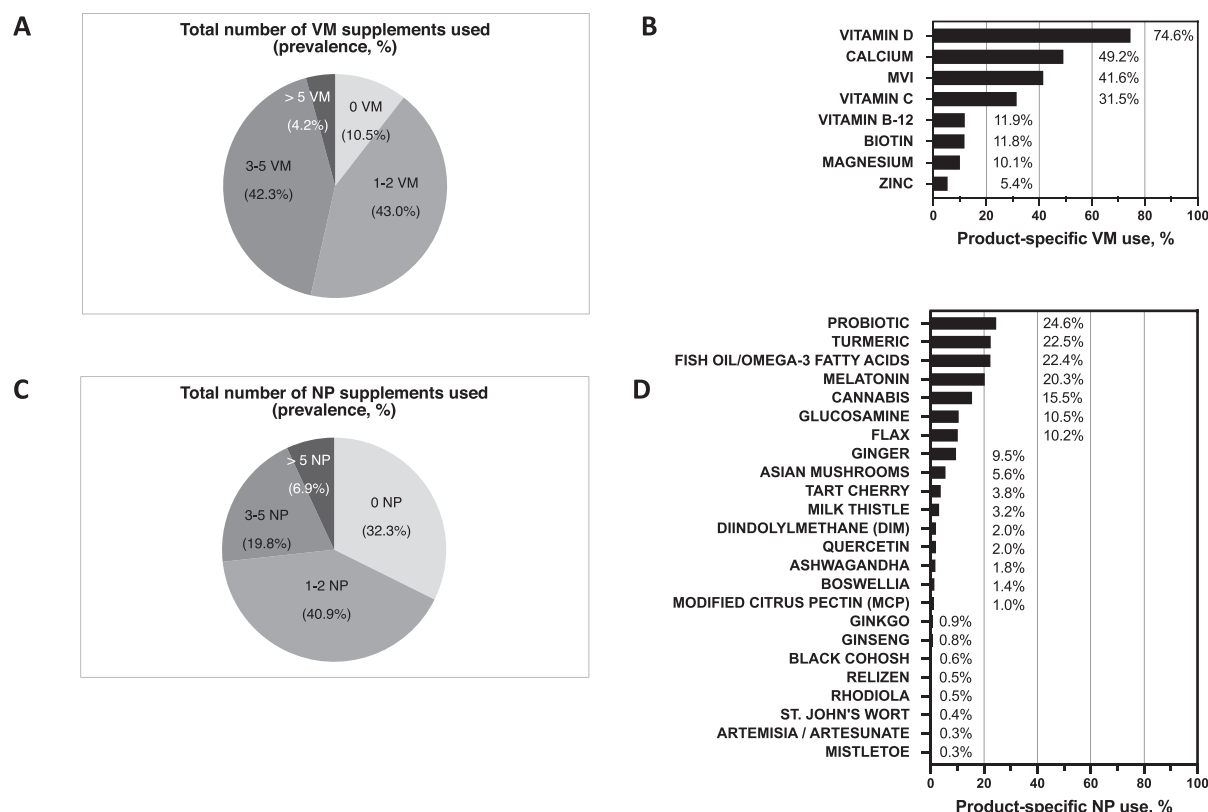 A
Total number of VM supplements used
(prevalence, %)
> 5 VM
(4.2%)
0 VM
(10.5%)
3-5 VM
(42.3%)
1-2 VM
(43.0%)
B
VITAMIN D 74.6%
CALCIUM 49.2%
MVI 41.6%
VITAMIN C 31.5%
VITAMIN B-12 11.9%
BIOTIN 11.8%
MAGNESIUM 10.1%
ZINC 5.4%
0 20 40 60 80 100
Product-specific VM use, %
C
Total number of NP supplements used
(prevalence, %)
> 5 NP
(6.9%)
0 NP
(32.3%)
3-5 NP
(19.8%)
1-2 NP
(40.9%)
D
PROBIOTIC 24.6%
TURMERIC 22.5%
FISH OIL/OMEGA-3 FATTY ACIDS 22.4%
MELATONIN 20.3%
CANNABIS 15.5%
GLUCOSAMINE 10.5%
FLAX 10.2%
GINGER 9.5%
ASIAN MUSHROOMS 5.6%
TART CHERRY 3.8%
MILK THISTLE 3.2%
DIINDOLYLMETHANE (DIM) 2.0%
QUERCETIN 2.0%
ASHWAGANDHA 1.8%
BOSWELLIA 1.4%
MODIFIED CITRUS PECTIN (MCP) 1.0%
GINKGO 0.9%
GINSENG 0.8%
BLACK COHOSH 0.6%
RELIZEN 0.5%
RHODIOLA 0.5%
ST. JOHN'S WORT 0.4%
ARTEMISIA / ARTESUNATE 0.3%
MISTLETOE 0.3%
0 20 40 60 80 100
Product-specific NP use, %